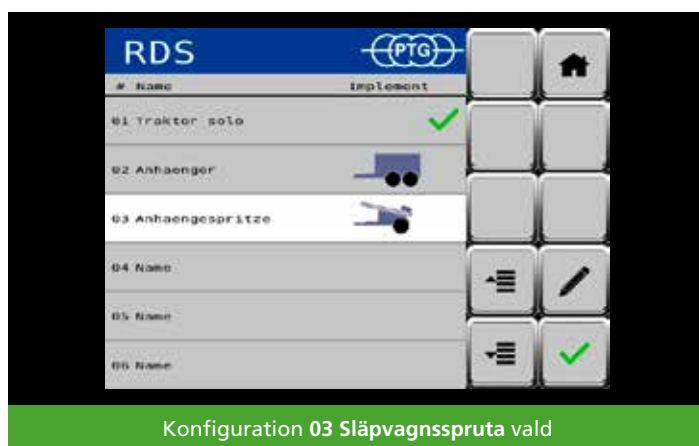 RDS PTG
# Name Implement
01 Traktor solo
02 Anhaenger
03 Anhaengespritze
04 Name
05 Name
06 Name
Konfiguration 03 Släpvagnsspruta vald